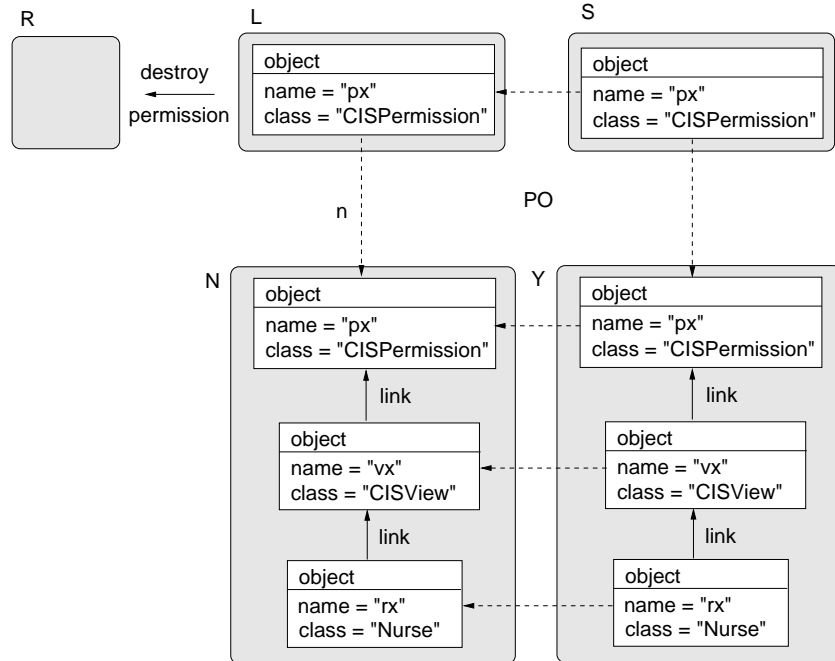 R
L
S
destroy
permission
object
name = "px"
class = "CISPermission"
object
name = "px"
class = "CISPermission"
n
PO
N
object
name = "px"
class = "CISPermission"
link
object
name = "vx"
class = "CISView"
link
object
name = "rx"
class = "Nurse"
Y
object
name = "px"
class = "CISPermission"
link
object
name = "vx"
class = "CISView"
link
object
name = "rx"
class = "Nurse"